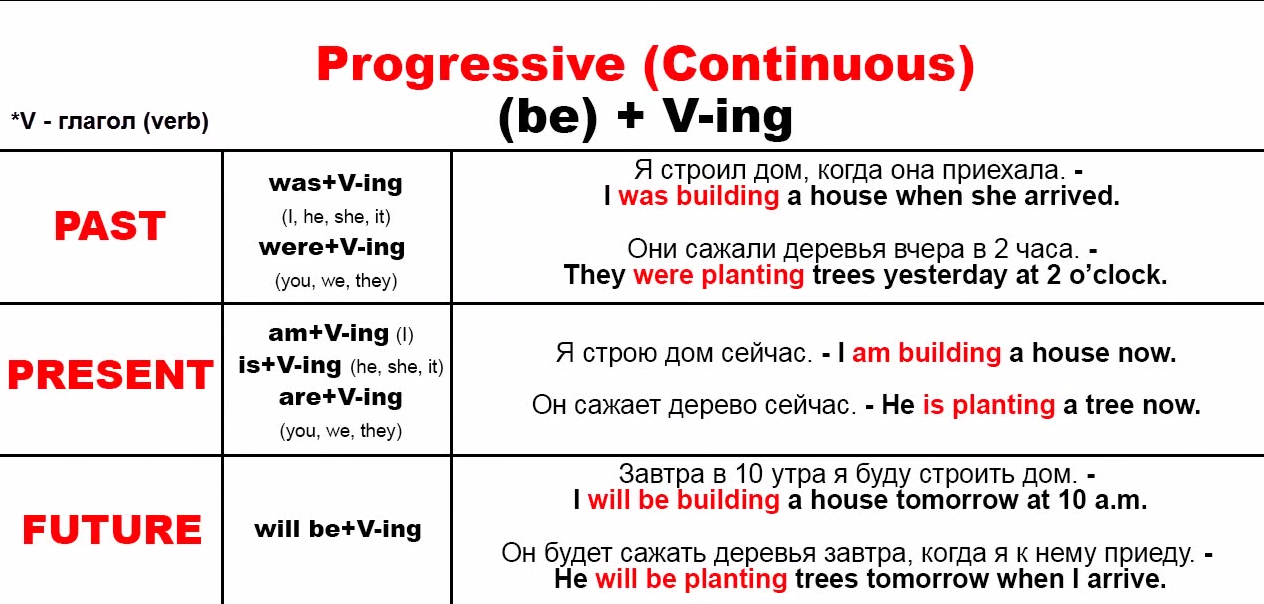 Progressive (Continuous)
(be) + V-ing
*V - глагол (verb)
PAST
was+V-ing
(I, he, she, it)
were+V-ing
(you, we, they)
Я строил дом, когда она приехала. -
I was building a house when she arrived.
Они сажали деревья вчера в 2 часа. -
They were planting trees yesterday at 2 o’clock.
PRESENT
am+V-ing (I)
is+V-ing (he, she, it)
are+V-ing
(you, we, they)
Я строю дом сейчас. - I am building a house now.
Он сажает дерево сейчас. - He is planting a tree now.
FUTURE
will be+V-ing
Завтра в 10 утра я буду строить дом. -
I will be building a house tomorrow at 10 a.m.
Он будет сажать деревья завтра, когда я к нему приеду. -
He will be planting trees tomorrow when I arrive.